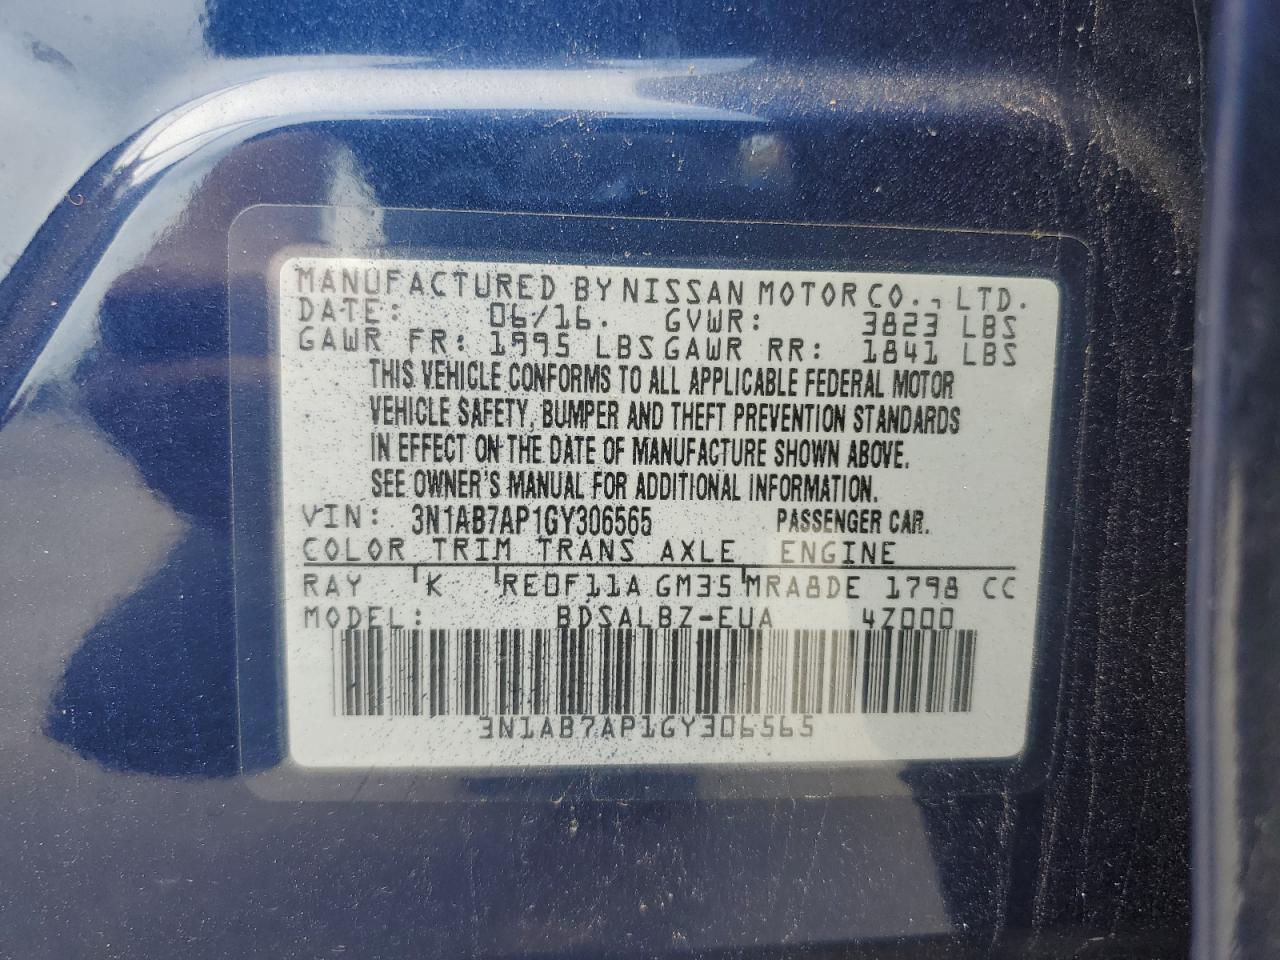 MANUFACTURED BY NISSAN MOTOR CO., LTD.
DATE: 06/16. GVWR: 3823 LBS
GAWR FR: 1995 LBS GAWR RR: 1841 LBS
THIS VEHICLE CONFORMS TO ALL APPLICABLE FEDERAL MOTOR
VEHICLE SAFETY, BUMPER AND THEFT PREVENTION STANDARDS
IN EFFECT ON THE DATE OF MANUFACTURE SHOWN ABOVE.
SEE OWNER'S MANUAL FOR ADDITIONAL INFORMATION.
VIN: 3N1AB7AP1GY306565 PASSENGER CAR.
COLOR TRIM TRANS AXLE ENGINE
RAY K RE0F11A GM35 MRA8DE 1798 CC
MODEL: BDSALBZ-EUA 4Z000
3N1AB7AP1GY306565